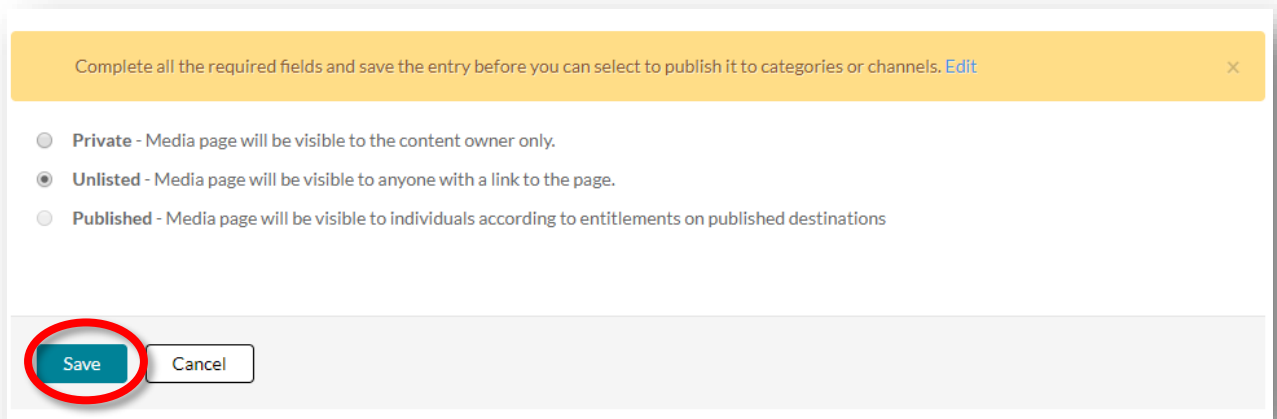 Complete all the required fields and save the entry before you can select to publish it to categories or channels. Edit ×
Private - Media page will be visible to the content owner only.
Unlisted - Media page will be visible to anyone with a link to the page.
Published - Media page will be visible to individuals according to entitlements on published destinations
Save Cancel